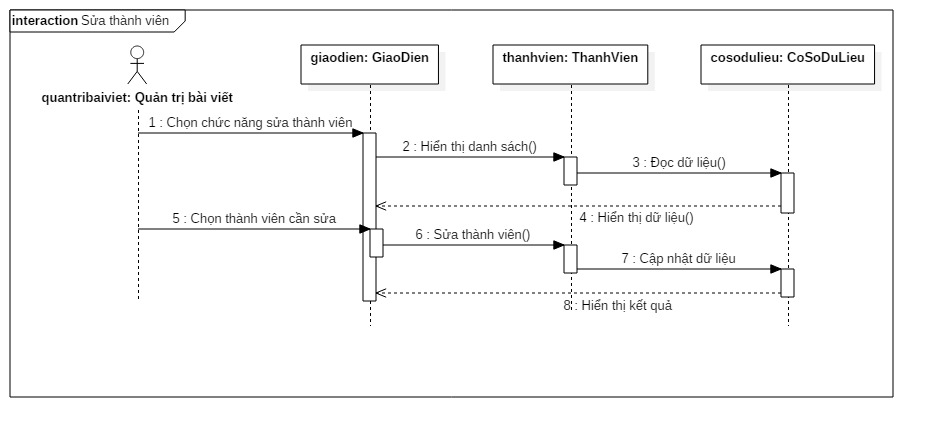 interaction Sửa thành viên
giaodien: GiaoDien
thanhvien: ThanhVien
cosodulieu: CoSoDuLieu
quantribaiviet: Quản trị bài viết
1 : Chọn chức năng sửa thành viên
2 : Hiển thị danh sách()
3 : Đọc dữ liệu()
4 : Hiển thị dữ liệu()
5 : Chọn thành viên cần sửa
6 : Sửa thành viên()
7 : Cập nhật dữ liệu
8 : Hiển thị kết quả